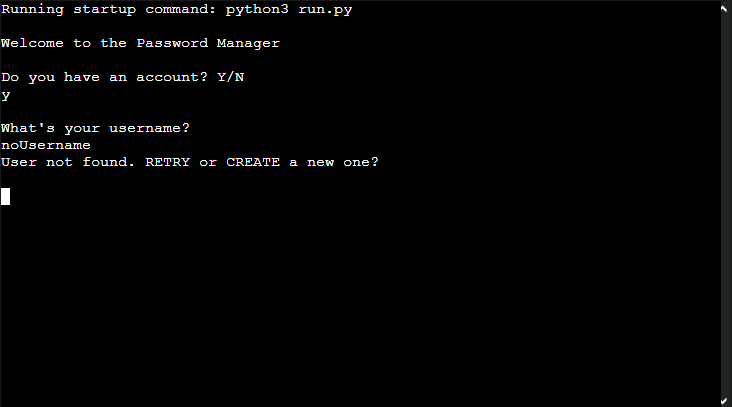 Running startup command: python3 run.py
Welcome to the Password Manager
Do you have an account? Y/N
y
What's your username?
noUsername
User not found. RETRY or CREATE a new one?